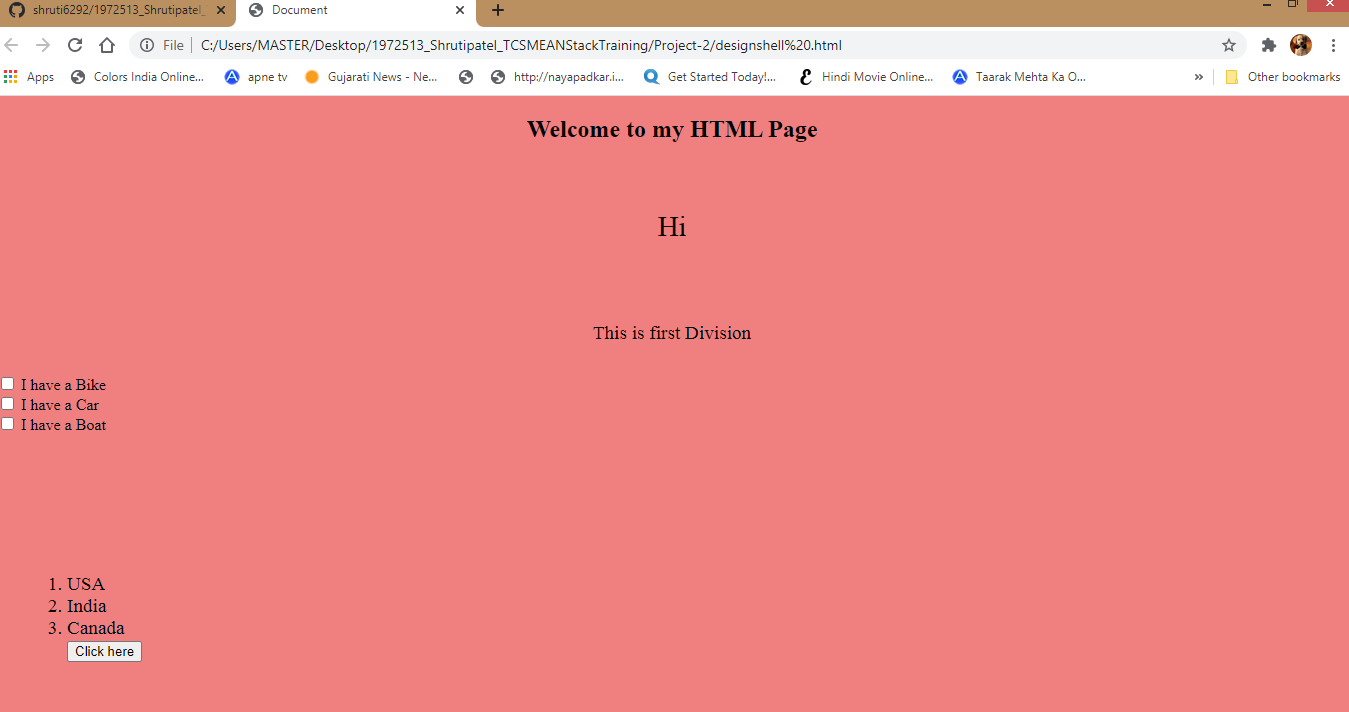 shruti6292/1972513_Shrutipatel_ Document
File C:/Users/MASTER/Desktop/1972513_Shrutipatel_TCSMEANStackTraining/Project-2/designshell%20.html
Apps Colors India Online... apne tv Gujarati News - Ne... http://nayapadkar.i... Get Started Today!... Hindi Movie Online... Taarak Mehta Ka O... » Other bookmarks
Welcome to my HTML Page
Hi
This is first Division
I have a Bike
I have a Car
I have a Boat
1. USA
2. India
3. Canada
Click here